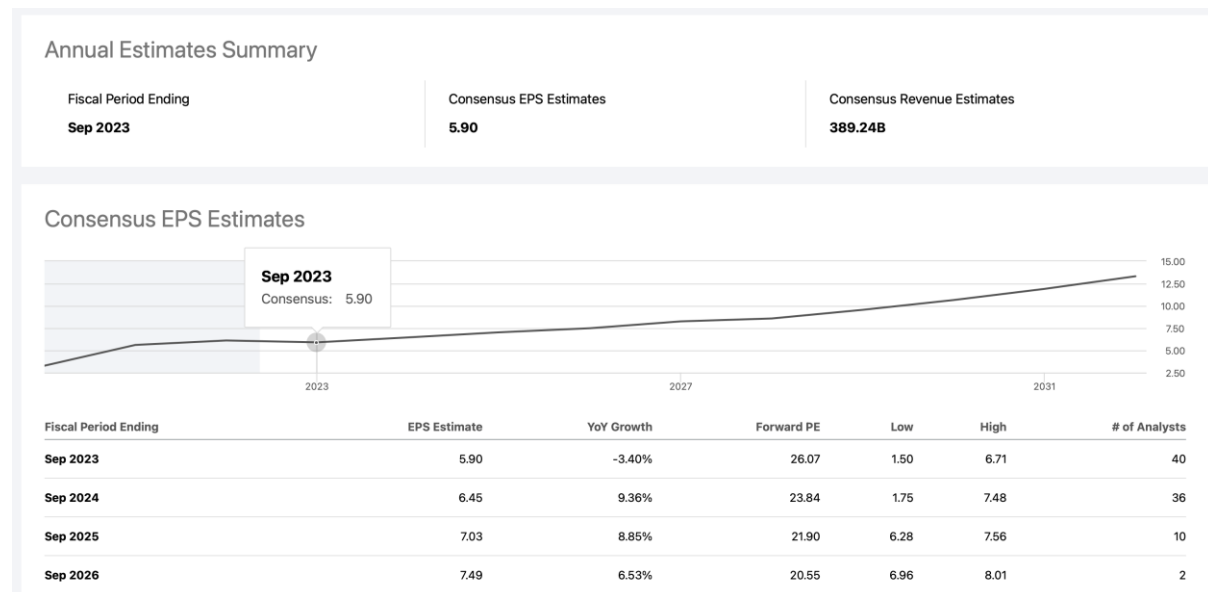 Annual Estimates Summary
Fiscal Period Ending Consensus EPS Estimates Consensus Revenue Estimates
Sep 2023 5.90 389.24B
Consensus EPS Estimates
Sep 2023
Consensus: 5.90
15.00
12.50
10.00
7.50
5.00
2.50
2023 2027 2031
Fiscal Period Ending EPS Estimate YoY Growth Forward PE Low High # of Analysts
Sep 2023 5.90 -3.40% 26.07 1.50 6.71 40
Sep 2024 6.45 9.36% 23.84 1.75 7.48 36
Sep 2025 7.03 8.85% 21.90 6.28 7.56 10
Sep 2026 7.49 6.53% 20.55 6.96 8.01 2